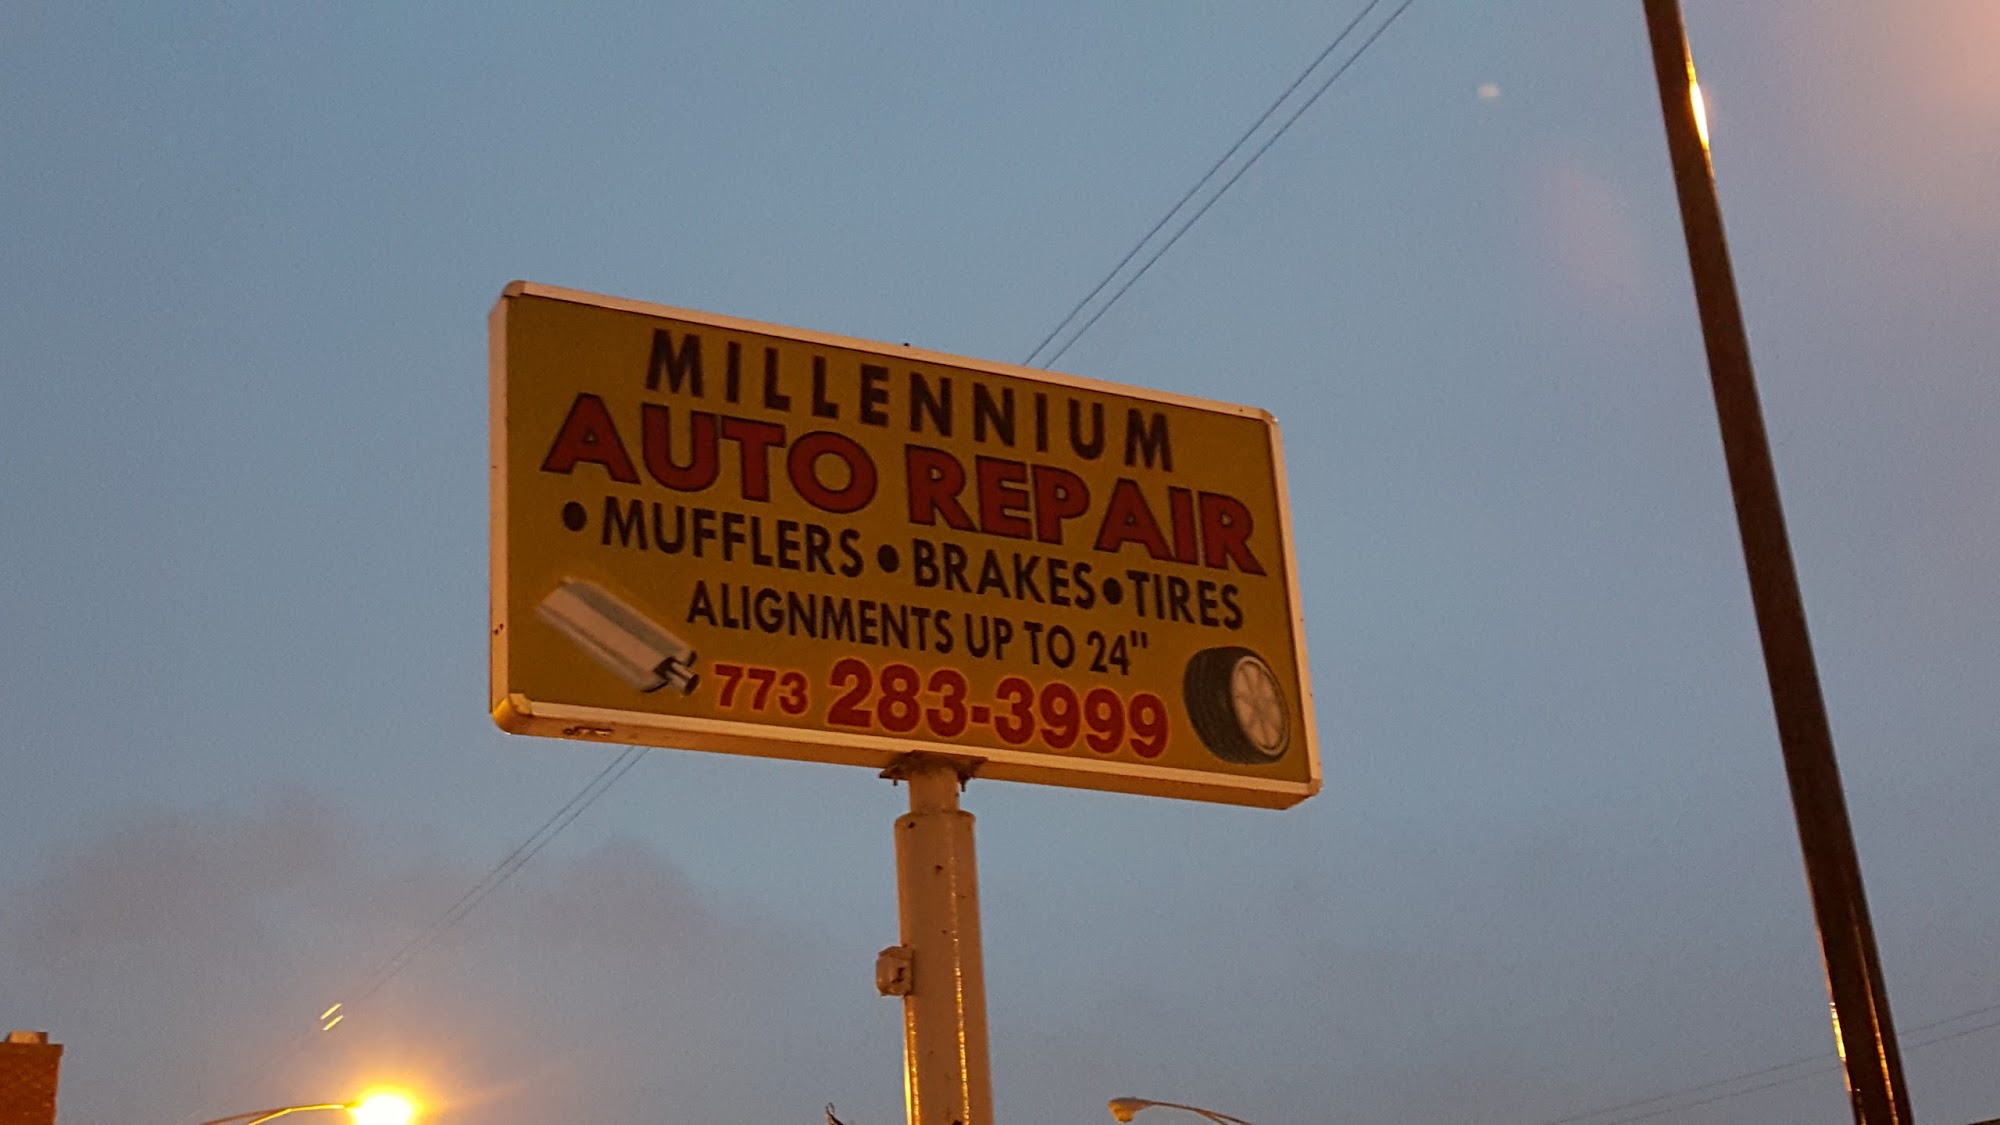 MILLENNIUM
AUTO REPAIR
• MUFFLERS • BRAKES • TIRES
ALIGNMENTS UP TO 24"
773 283-3999